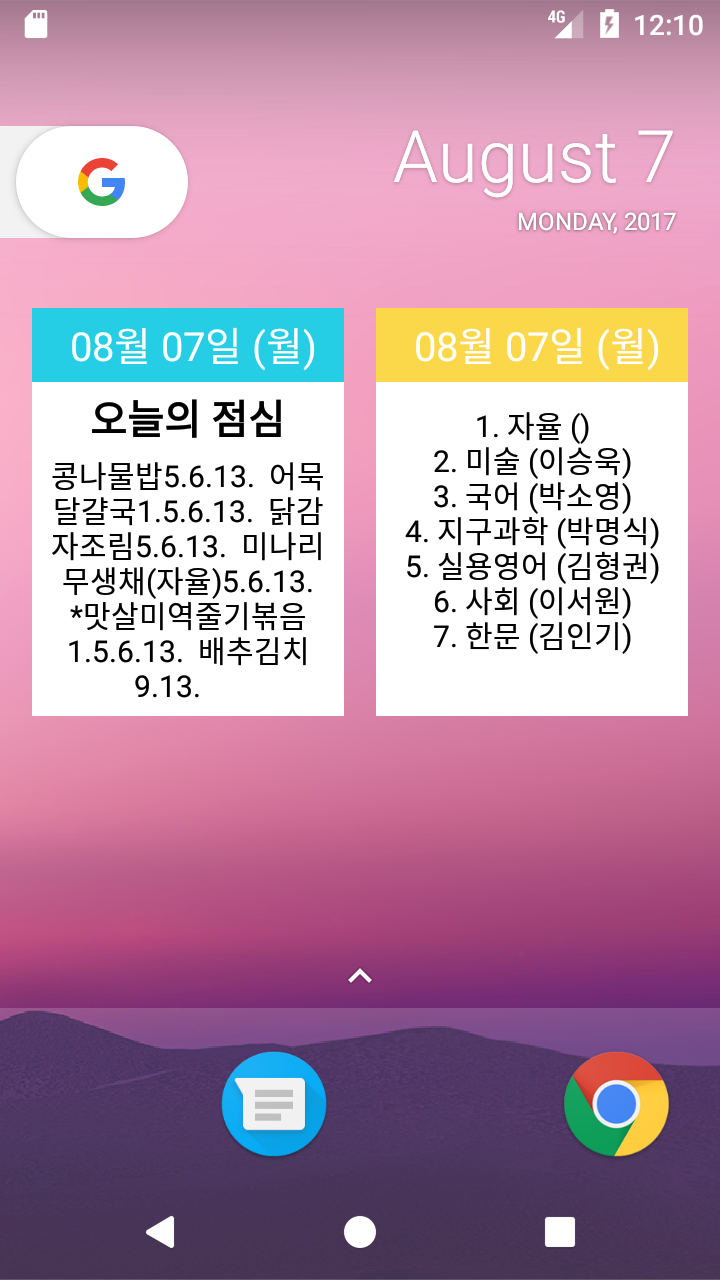 4G 12:10
August 7
MONDAY, 2017
G
08월 07일 (월)
오늘의 점심
콩나물밥5.6.13. 어묵
달걀국1.5.6.13. 닭감
자조림5.6.13. 미나리
무생채(자율)5.6.13.
*맛살미역줄기볶음
1.5.6.13. 배추김치
9.13.
08월 07일 (월)
1. 자율 ()
2. 미술 (이승욱)
3. 국어 (박소영)
4. 지구과학 (박명식)
5. 실용영어 (김형권)
6. 사회 (이서원)
7. 한문 (김인기)